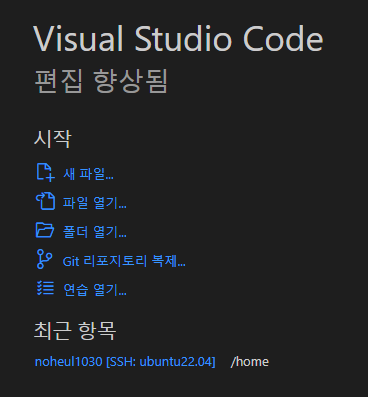 Visual Studio Code
편집 향상됨
시작
새 파일...
파일 열기...
폴더 열기...
Git 리포지토리 복제...
연습 열기...
최근 항목
noheul1030 [SSH: ubuntu22.04] /home